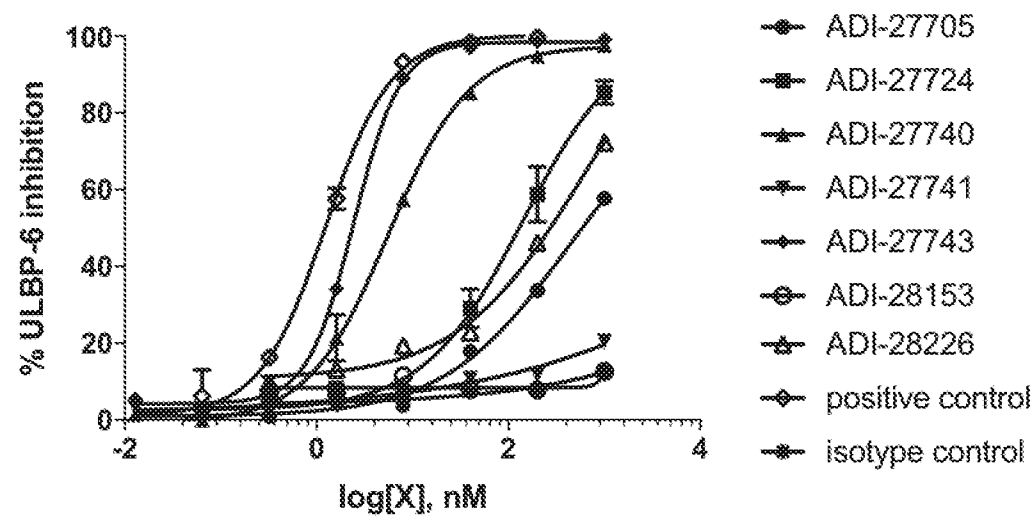 100
80
60
40
20
0
-2 0 2 4
% ULBP-6 inhibition
log[X], nM
ADI-27705
ADI-27724
ADI-27740
ADI-27741
ADI-27743
ADI-28153
ADI-28226
positive control
isotype control